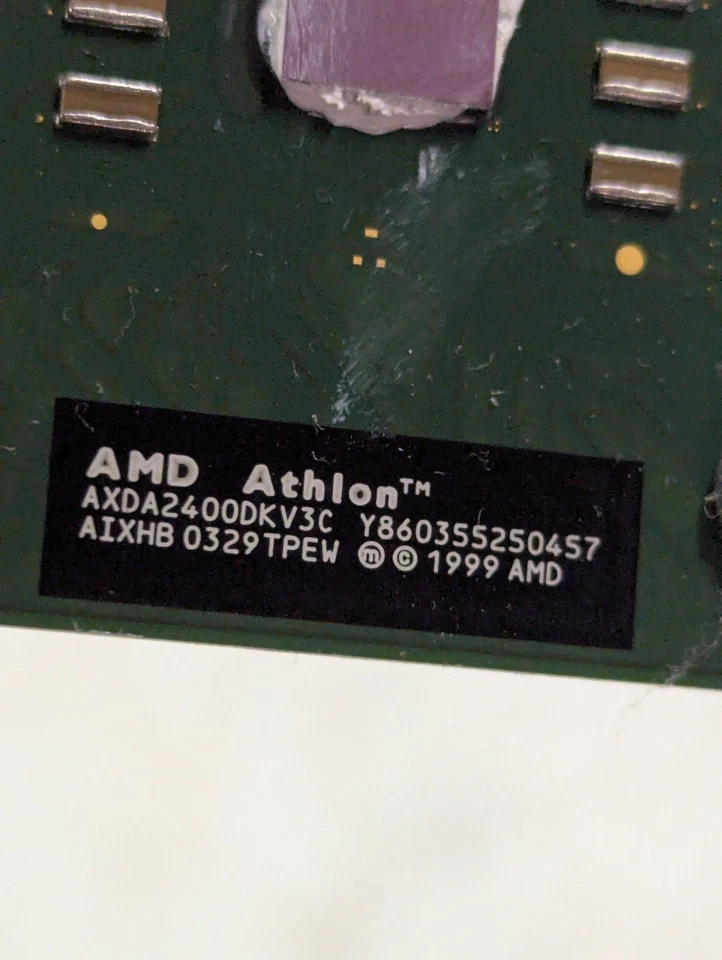 AMD Athlon™
AXDA2400DKV3C Y860355250457
AIXHB 0329TPEW ⓜ © 1999 AMD